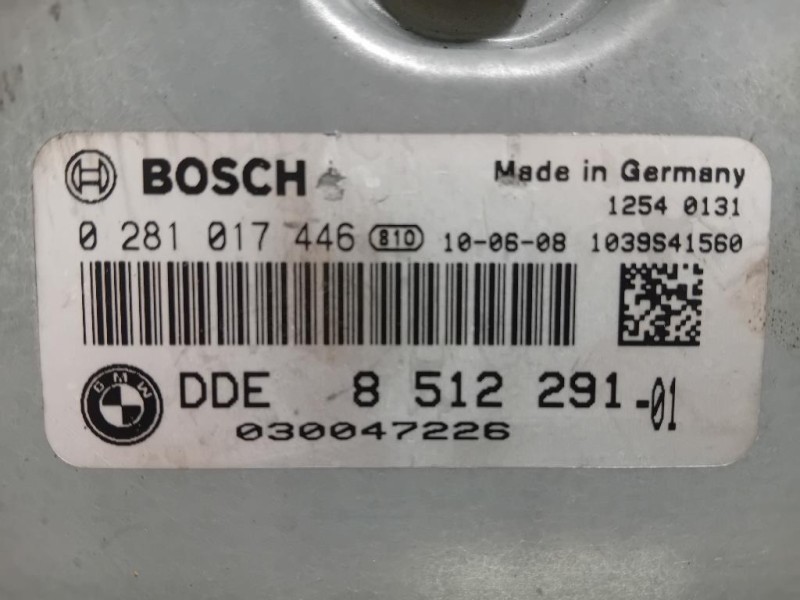 BOSCH Made in Germany
1254 0131
0 281 017 446 810 10-06-08 1039S41560
BMW DDE 8 512 291-01
030047226